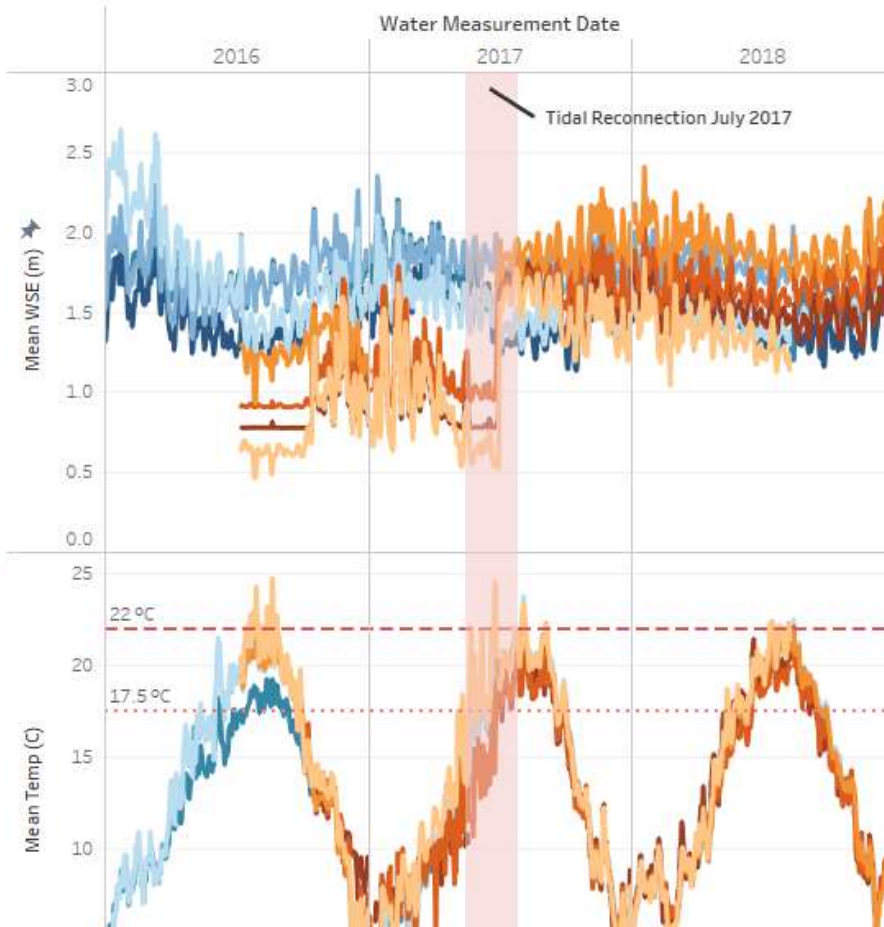 Water Measurement Date
2016 2017 2018
3.0
Tidal Reconnection July 2017
2.5
2.0
Mean WSE (m)
1.5
1.0
0.5
0.0
25
22 ºC
20
17.5 ºC
15
Mean Temp (C)
10